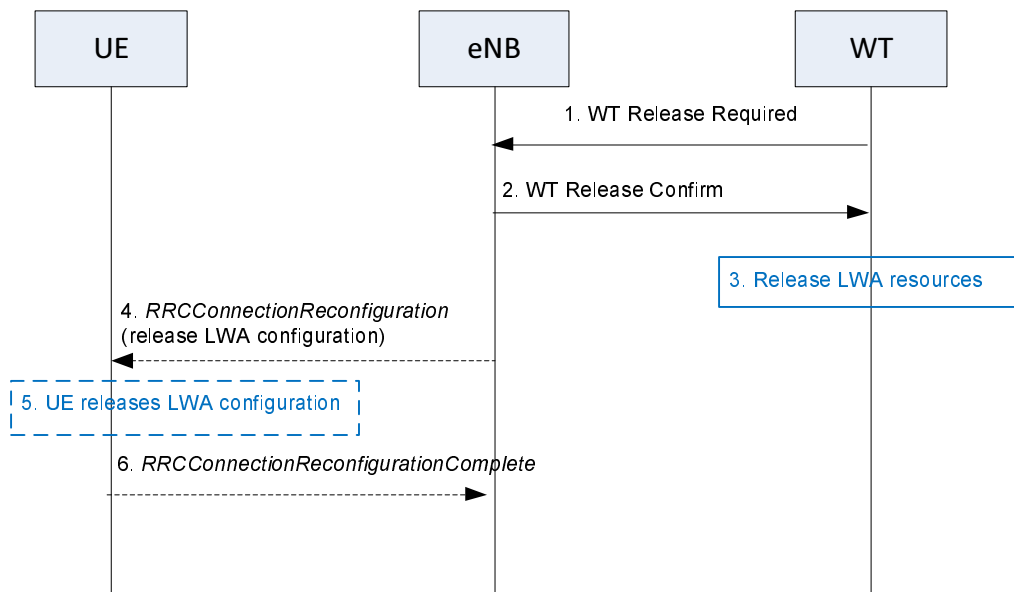 UE
eNB
WT
1. WT Release Required
2. WT Release Confirm
3. Release LWA resources
4. RRCConnectionReconfiguration
(release LWA configuration)
5. UE releases LWA configuration
6. RRCConnectionReconfigurationComplete